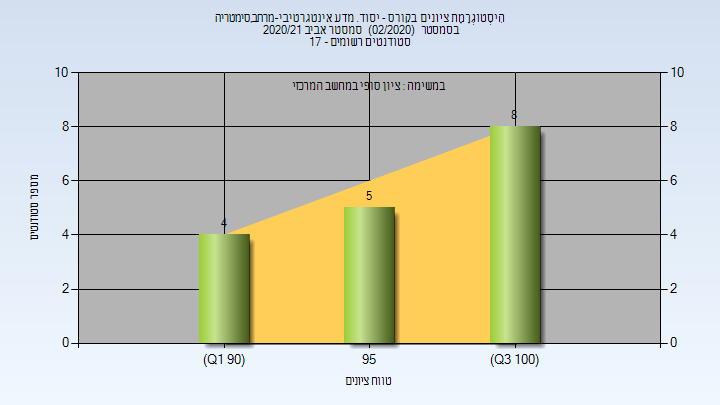 היסטוגרמת ציונים בקורס - יסוד. מדע אינטגרטיבי-מרחב,סימטריה
בסמסטר (02/2020) סמסטר אביב 2020/21
סטודנטים רשומים - 17
במשימה : ציון סופי במחשב המרכזי
10 10
8 8
8
6 6
5
4 4
4
2 2
0 0
מספר סטודנטים
(Q1 90) 95 (Q3 100)
טווח ציונים